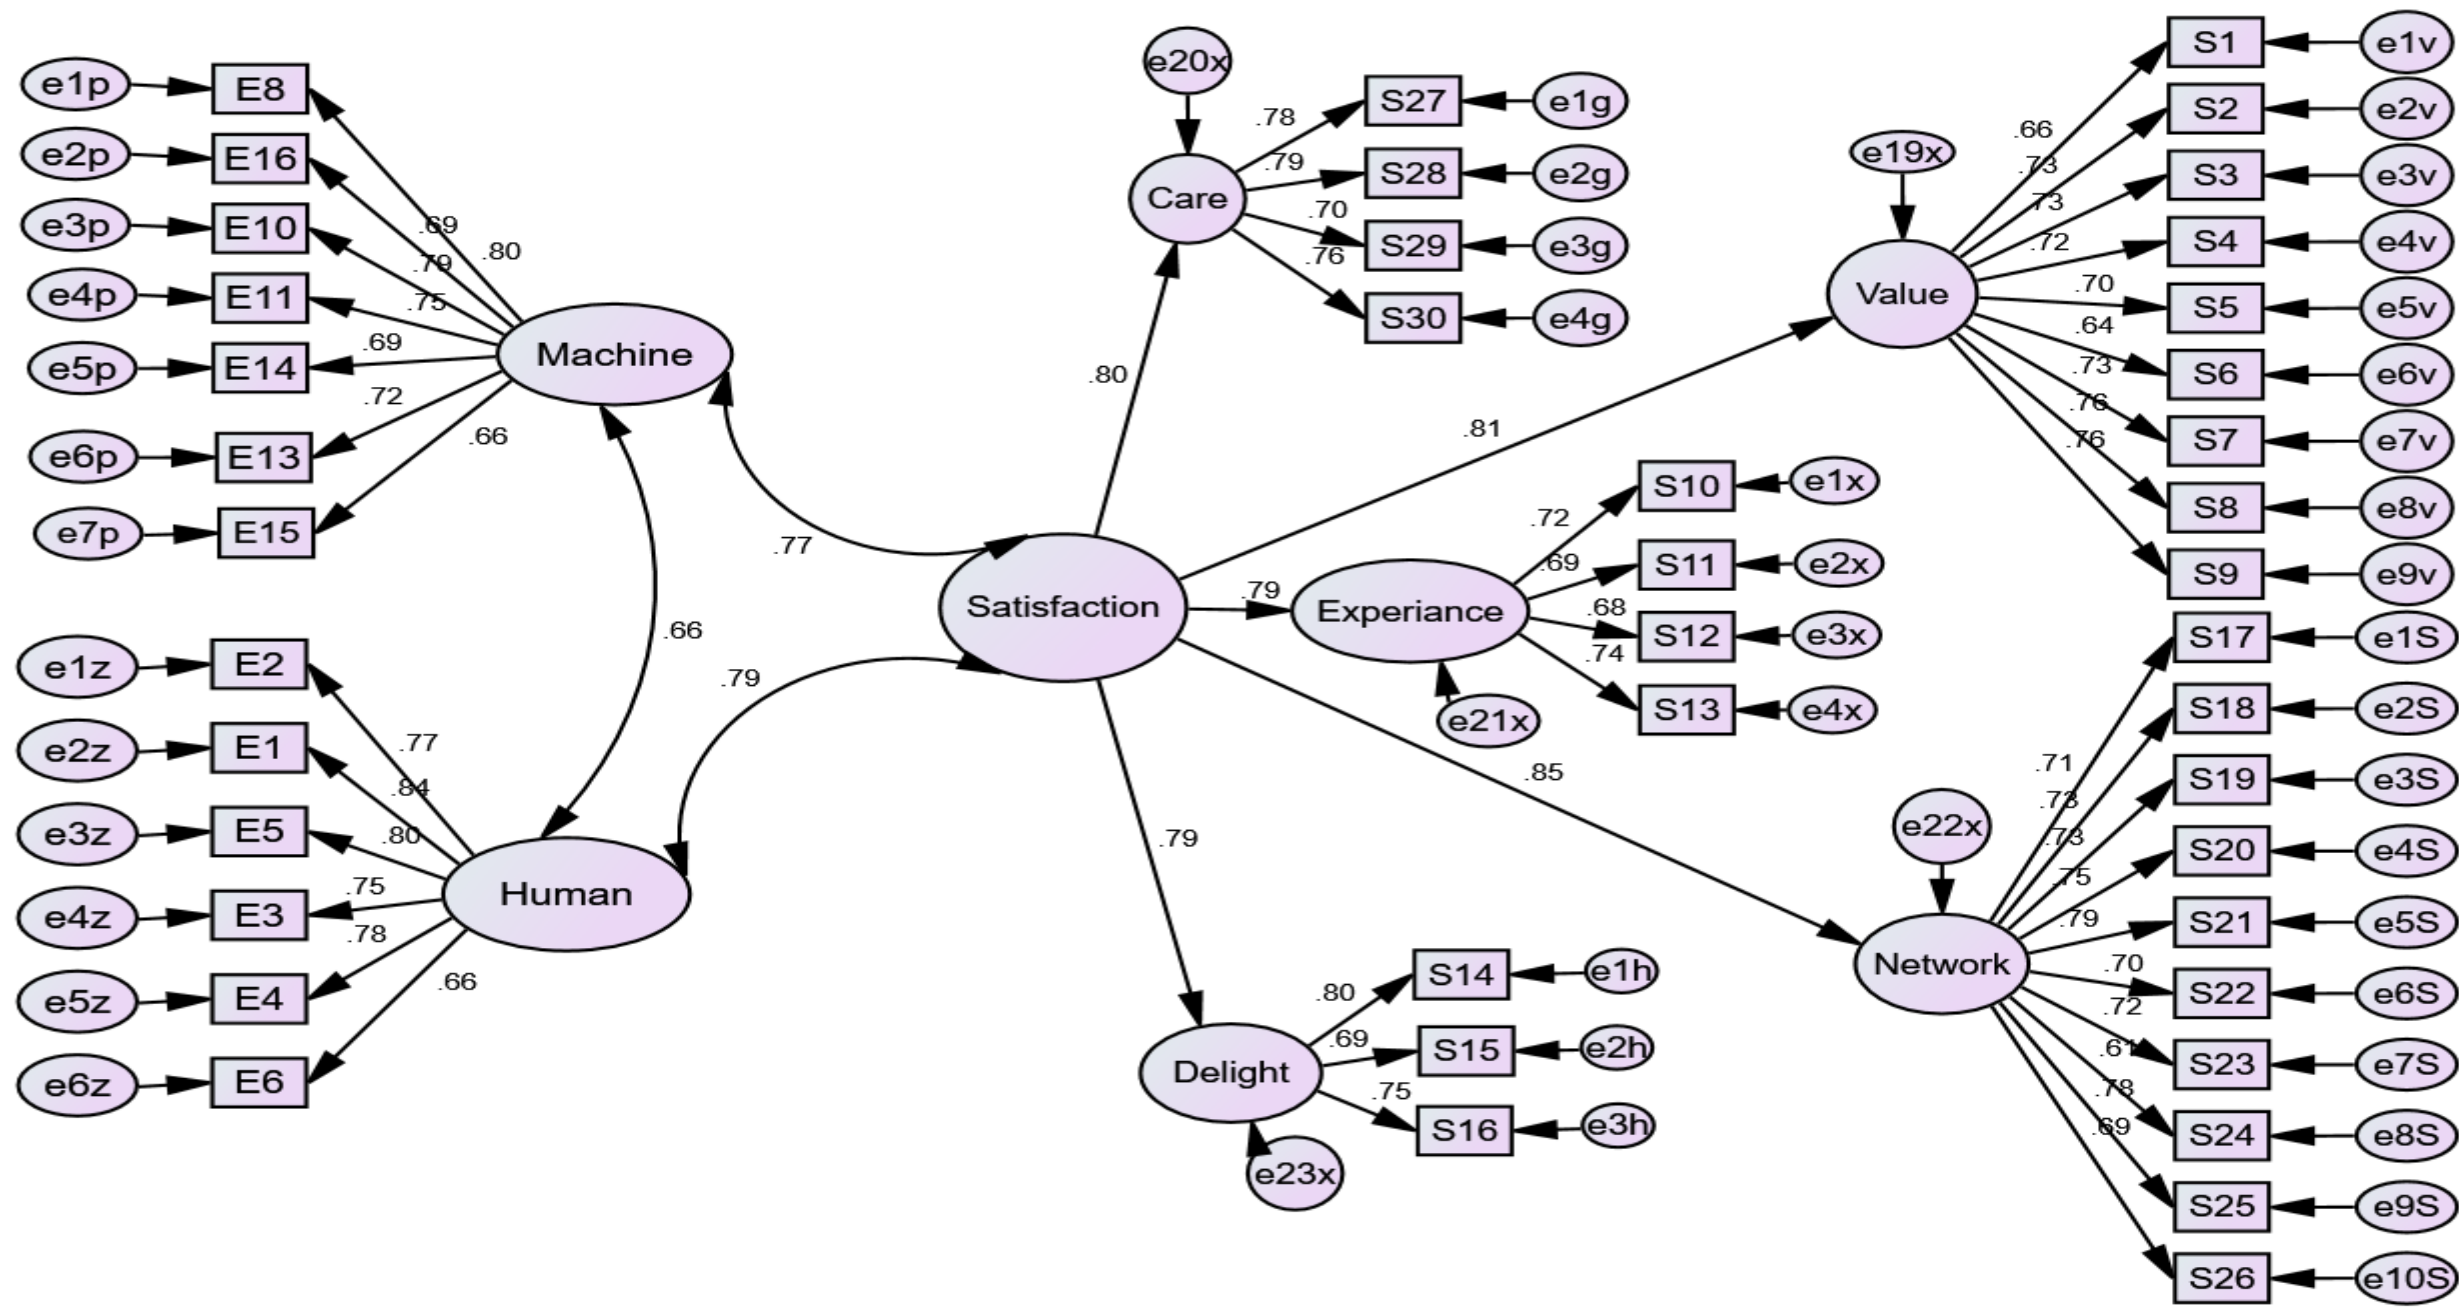 e1p
E8
e2p
E16
e3p
E10
e4p
E11
e5p
E14
e6p
E13
e7p
E15
.69
.80
.79
.75
.69
.72
.66
Machine
.77
.66
e1z
E2
e2z
E1
e3z
E5
e4z
E3
e5z
E4
e6z
E6
.77
.84
.80
.75
.78
.66
Human
.79
Satisfaction
.80
.81
.79
.85
.79
e20x
Care
.78
.79
.70
.76
S27
e1g
S28
e2g
S29
e3g
S30
e4g
e19x
Value
.66
.73
.73
.72
.70
.64
.73
.76
.76
S1
e1v
S2
e2v
S3
e3v
S4
e4v
S5
e5v
S6
e6v
S7
e7v
S8
e8v
S9
e9v
Experiance
e21x
.72
.69
.68
.74
S10
e1x
S11
e2x
S12
e3x
S13
e4x
e22x
Network
.71
.73
.73
.75
.79
.70
.72
.61
.78
.69
S17
e1S
S18
e2S
S19
e3S
S20
e4S
S21
e5S
S22
e6S
S23
e7S
S24
e8S
S25
e9S
S26
e10S
Delight
e23x
.80
.69
.75
S14
e1h
S15
e2h
S16
e3h